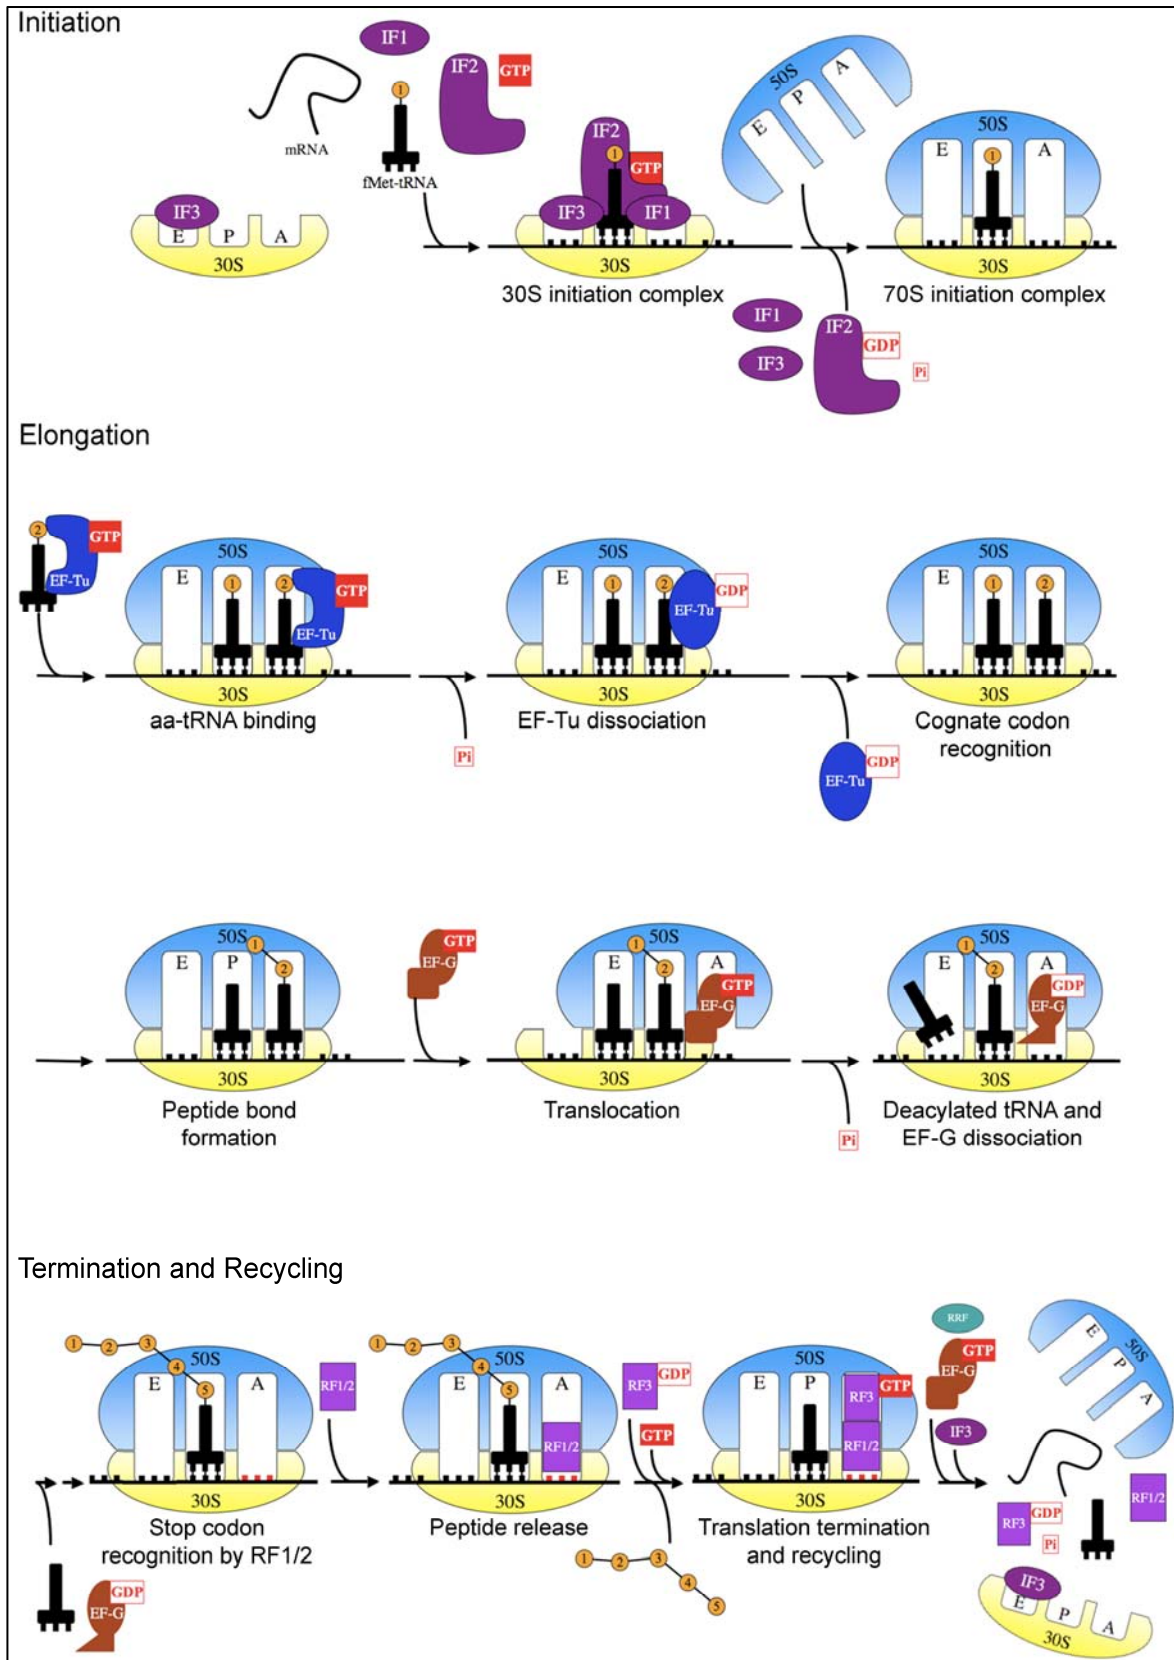 Initiation
IF1
IF2
GTP
1
mRNA
fMet-tRNA
IF3
E P A
30S
IF2
1
GTP
IF3
IF1
30S
30S initiation complex
50S
E P A
IF1
IF3
IF2
GDP
Pi
50S
E
A
1
30S
70S initiation complex
Elongation
2
GTP
EF-Tu
50S
E
1
2
GTP
EF-Tu
30S
aa-tRNA binding
Pi
50S
E
1
2
GDP
EF-Tu
30S
EF-Tu dissociation
GDP
EF-Tu
50S
E
1
2
30S
Cognate codon
recognition
50S
1
E
P
2
30S
Peptide bond
formation
GTP
EF-G
1
50S
E
2
A
GTP
EF-G
30S
Translocation
Pi
1
50S
E
2
A
GDP
EF-G
30S
Deacylated tRNA and
EF-G dissociation
Termination and Recycling
GDP
EF-G
1 2 3 4 5
50S
E
A
30S
Stop codon
recognition by RF1/2
RF1/2
1 2 3 4 5
50S
E
A
RF1/2
30S
Peptide release
RF3
GDP
GTP
1 2 3 4 5
50S
E
P
RF3
GTP
RF1/2
30S
Translation termination
and recycling
RRF
GTP
EF-G
IF3
50S
E
P
A
RF1/2
RF3
GDP
Pi
IF3
E P A
30S